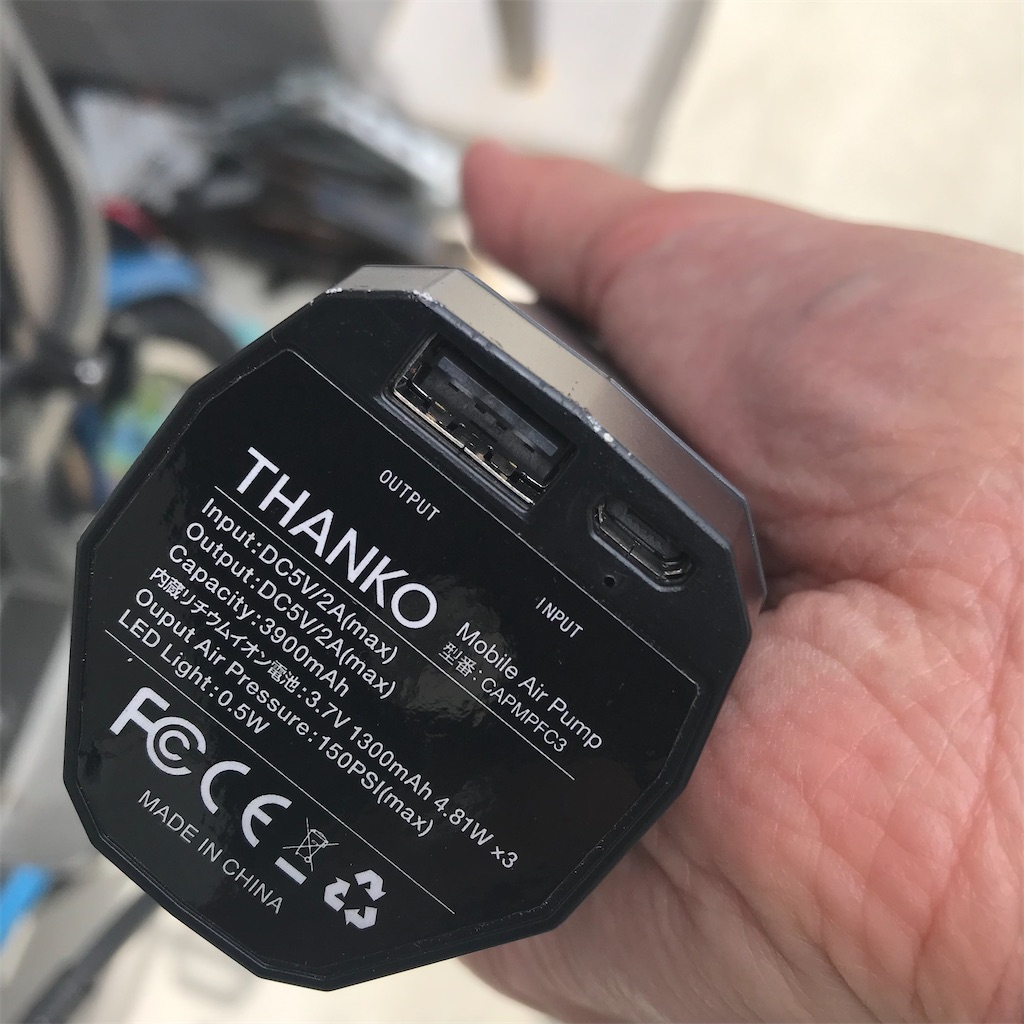 OUTPUT
INPUT
THANKO
Mobile Air Pump
型番：CAPMPFC3
Input:DC5V/2A(max)
Output:DC5V/2A(max)
Capacity:3900mAh
内蔵リチウムイオン電池:3.7V 1300mAh 4.81W ×3
Ouput Air Pressure:150PSI(max)
LED Light:0.5W
FC CE
MADE IN CHINA